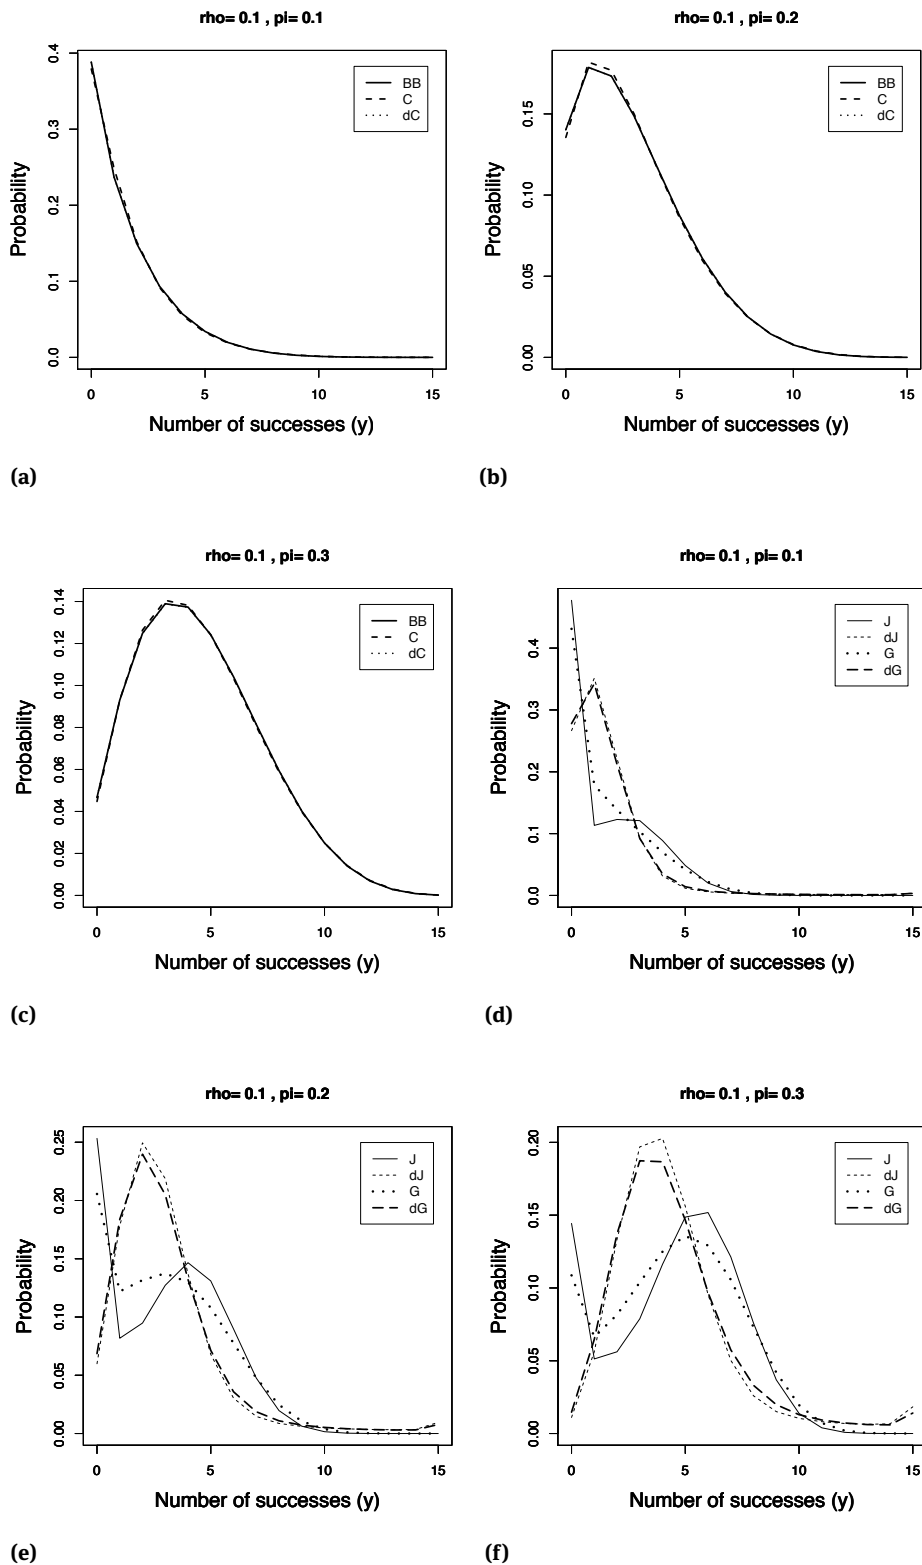 rho= 0.1 , pi= 0.1
Probability
0.4
0.3
0.2
0.1
0.0
BB
C
dC
0 5 10 15
Number of successes (y)
(a)
rho= 0.1 , pi= 0.2
Probability
0.15
0.10
0.05
0.00
BB
C
dC
0 5 10 15
Number of successes (y)
(b)
rho= 0.1 , pi= 0.3
Probability
0.14
0.12
0.10
0.08
0.06
0.04
0.02
0.00
BB
C
dC
0 5 10 15
Number of successes (y)
(c)
rho= 0.1 , pi= 0.1
Probability
0.4
0.3
0.2
0.1
0.0
J
dJ
G
dG
0 5 10 15
Number of successes (y)
(d)
rho= 0.1 , pi= 0.2
Probability
0.25
0.20
0.15
0.10
0.05
0.00
J
dJ
G
dG
0 5 10 15
Number of successes (y)
(e)
rho= 0.1 , pi= 0.3
Probability
0.20
0.15
0.10
0.05
0.00
J
dJ
G
dG
0 5 10 15
Number of successes (y)
(f)